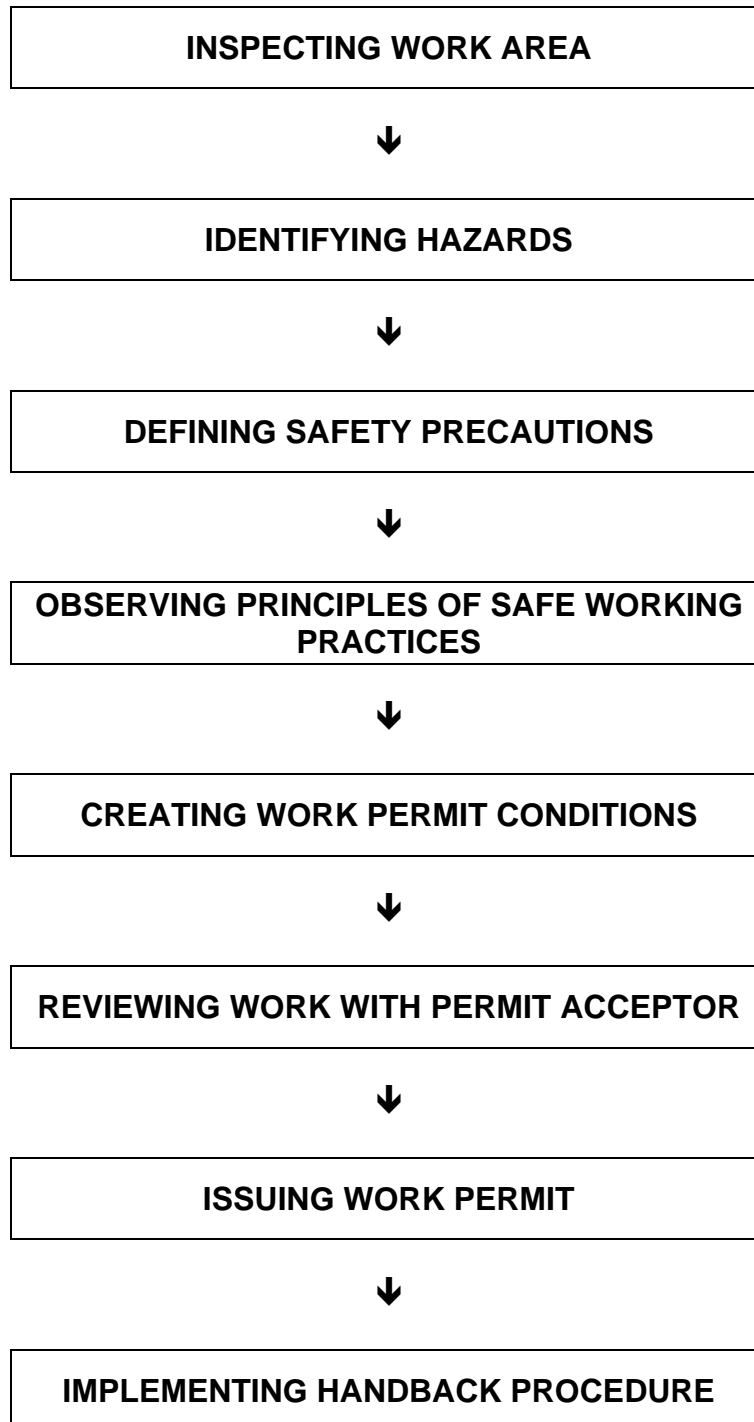 INSPECTING WORK AREA
IDENTIFYING HAZARDS
DEFINING SAFETY PRECAUTIONS
OBSERVING PRINCIPLES OF SAFE WORKING
PRACTICES
CREATING WORK PERMIT CONDITIONS
REVIEWING WORK WITH PERMIT ACCEPTOR
ISSUING WORK PERMIT
IMPLEMENTING HANDBACK PROCEDURE